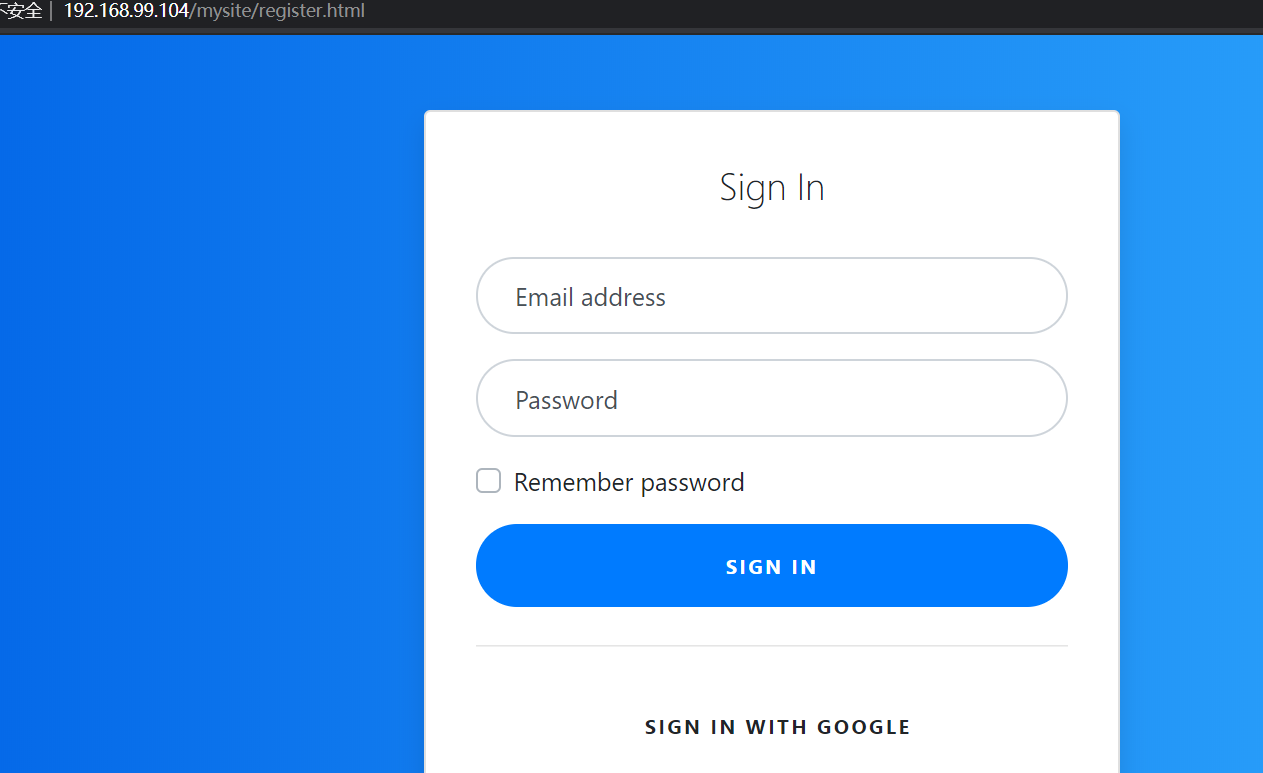 不安全 | 192.168.99.104/mysite/register.html
Sign In
Email address
Password
Remember password
SIGN IN
SIGN IN WITH GOOGLE